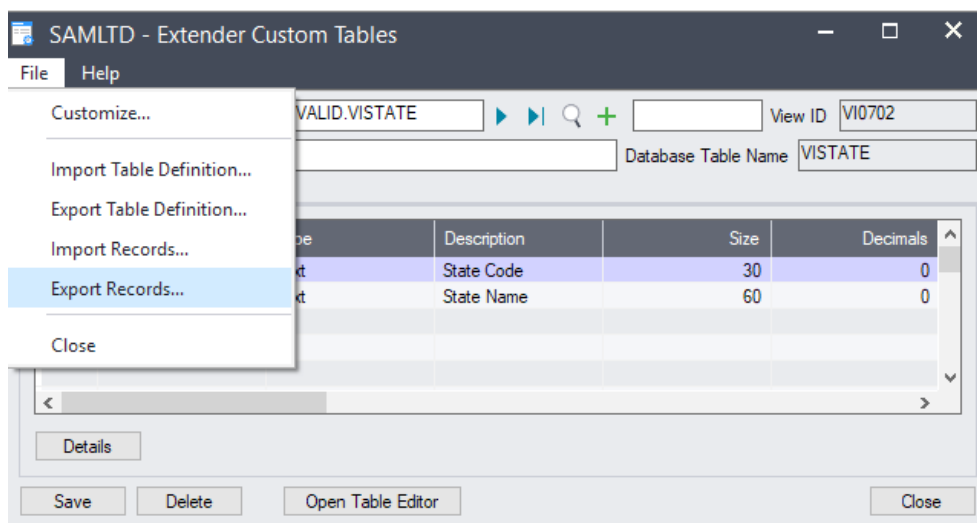 SAMLTD - Extender Custom Tables
File Help
Customize...
Import Table Definition...
Export Table Definition...
Import Records...
Export Records...
Close
VALID.VISTATE View ID VI0702
Database Table Name VISTATE
Description Size Decimals
State Code 30 0
State Name 60 0
Details
Save Delete Open Table Editor Close